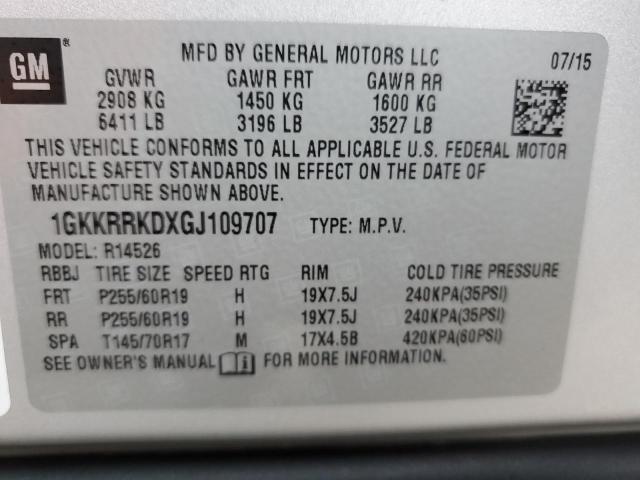 GM ®
MFD BY GENERAL MOTORS LLC 07/15
GVWR GAWR FRT GAWR RR
2908 KG 1450 KG 1600 KG
6411 LB 3196 LB 3527 LB
THIS VEHICLE CONFORMS TO ALL APPLICABLE U.S. FEDERAL MOTOR
VEHICLE SAFETY STANDARDS IN EFFECT ON THE DATE OF
MANUFACTURE SHOWN ABOVE.
1GKKRRKDXGJ109707 TYPE: M.P.V.
MODEL: R14526
RBBJ TIRE SIZE SPEED RTG RIM COLD TIRE PRESSURE
FRT P255/60R19 H 19X7.5J 240KPA(35PSI)
RR P255/60R19 H 19X7.5J 240KPA(35PSI)
SPA T145/70R17 M 17X4.5B 420KPA(60PSI)
SEE OWNER'S MANUAL i FOR MORE INFORMATION.